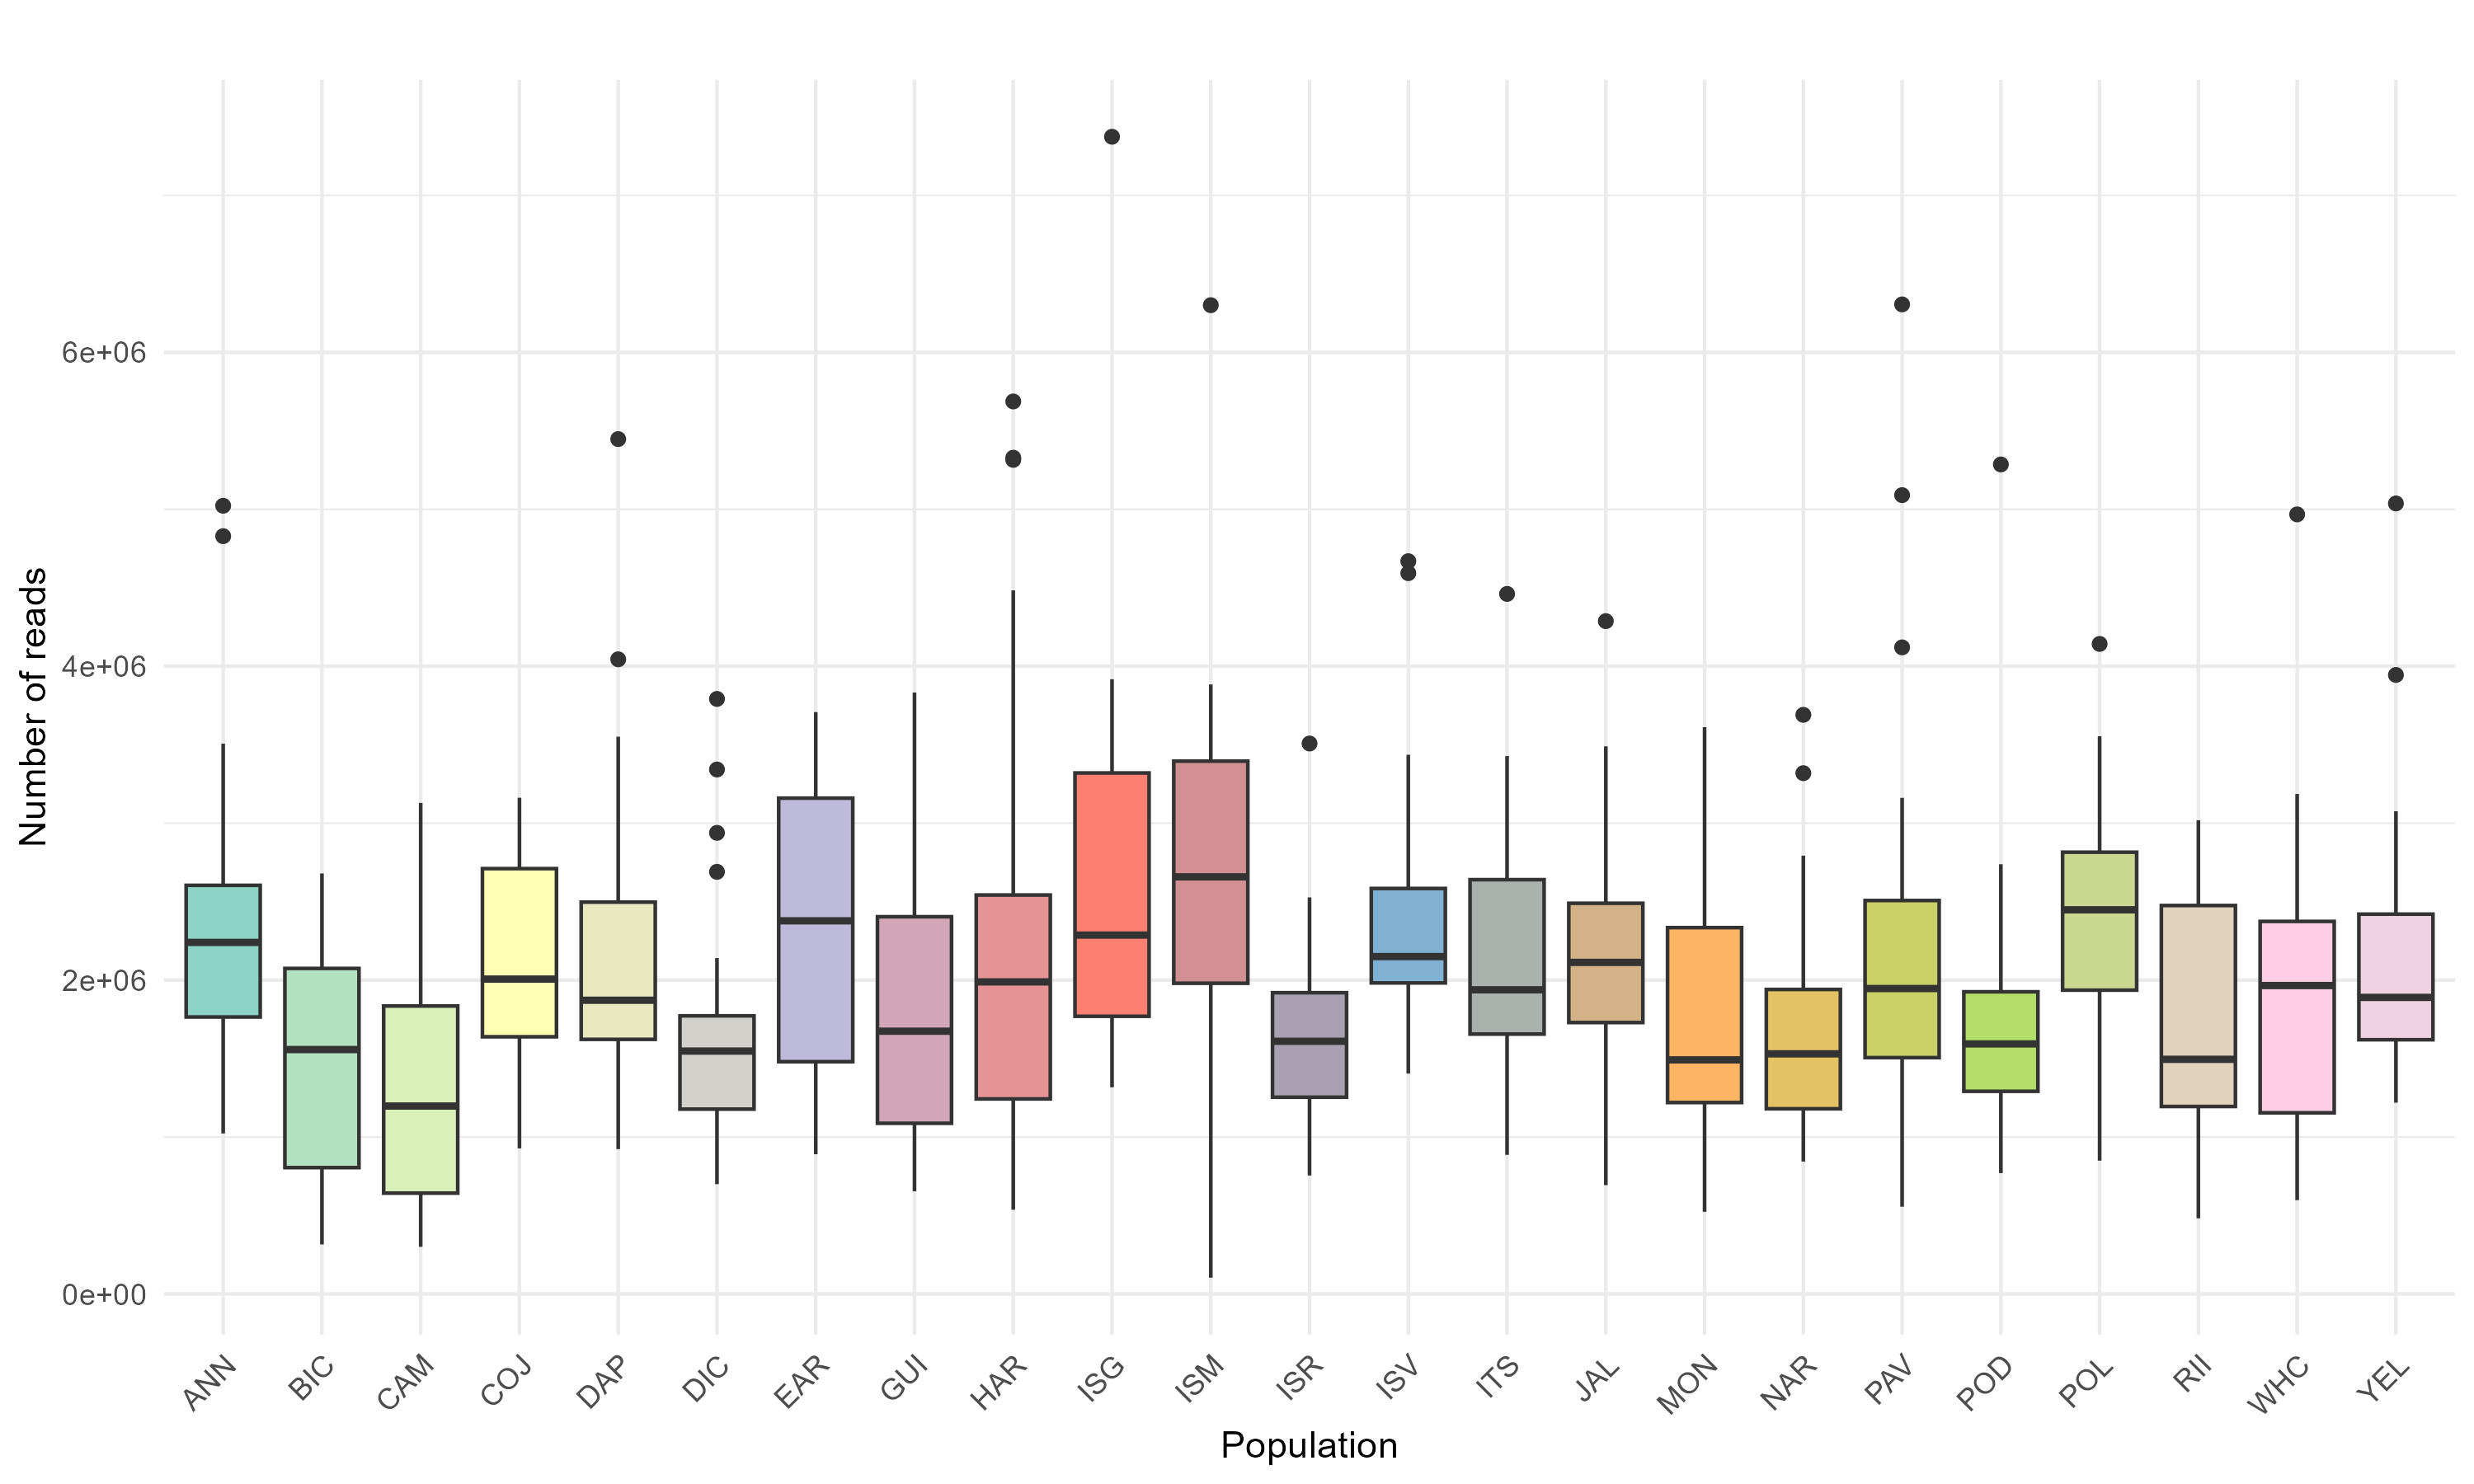 Number of reads
6e+06
4e+06
2e+06
0e+00
ANN BIC CAM COJ DAP DIC EAR GUI HAR ISG ISM ISR ISV ITS JAL MON NAR PAV POD POL RIII WHC YEL
Population